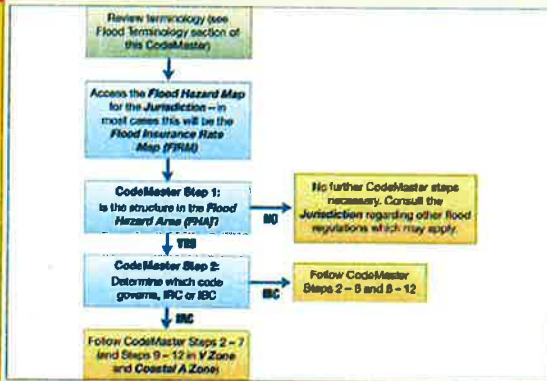 Review terminology (see
Flood Terminology section of
this CodeMaster)
Access the Flood Hazard Map
for the Jurisdiction – in
most cases this will be the
Flood Insurance Rate
Map (FIRM)
CodeMaster Step 1:
Is the structure in the Flood
Hazard Area (FHA)?
NO
No further CodeMaster steps
necessary. Consult the
Jurisdiction regarding other flood
regulations which may apply.
YES
CodeMaster Step 2:
Determine which code
governs, IRC or IBC
IBC
Follow CodeMaster
Steps 2 – 6 and 8 – 12
IRC
Follow CodeMaster Steps 2 – 7
(and Steps 9 – 12 in V Zone
and Coastal A Zone)